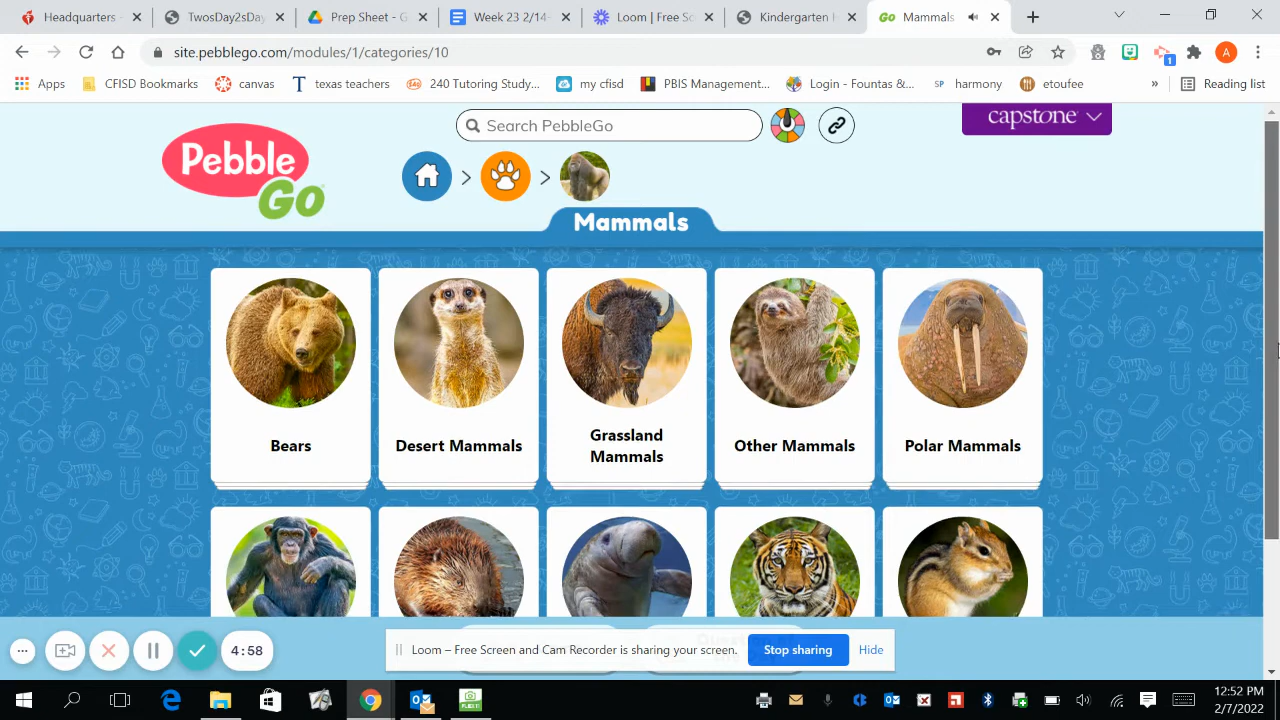 Headquarters
TwosDay2sDay
Prep Sheet - G
Week 23 2/14-
Loom | Free Sc
Kindergarten
GO Mammals
site.pebblego.com/modules/1/categories/10
A
Apps
CFISD Bookmarks
canvas
T texas teachers
240 Tutoring Study...
my cfisd
PBIS Management...
Login - Fountas &...
SP harmony
etoufee
»
Reading list
1
Pebble
Go
Search PebbleGo
capstone
> >
Mammals
Bears
Desert Mammals
Grassland
Mammals
Other Mammals
Polar Mammals
4:58
Loom – Free Screen and Cam Recorder is sharing your screen.
Stop sharing
Hide
12:52 PM
2/7/2022